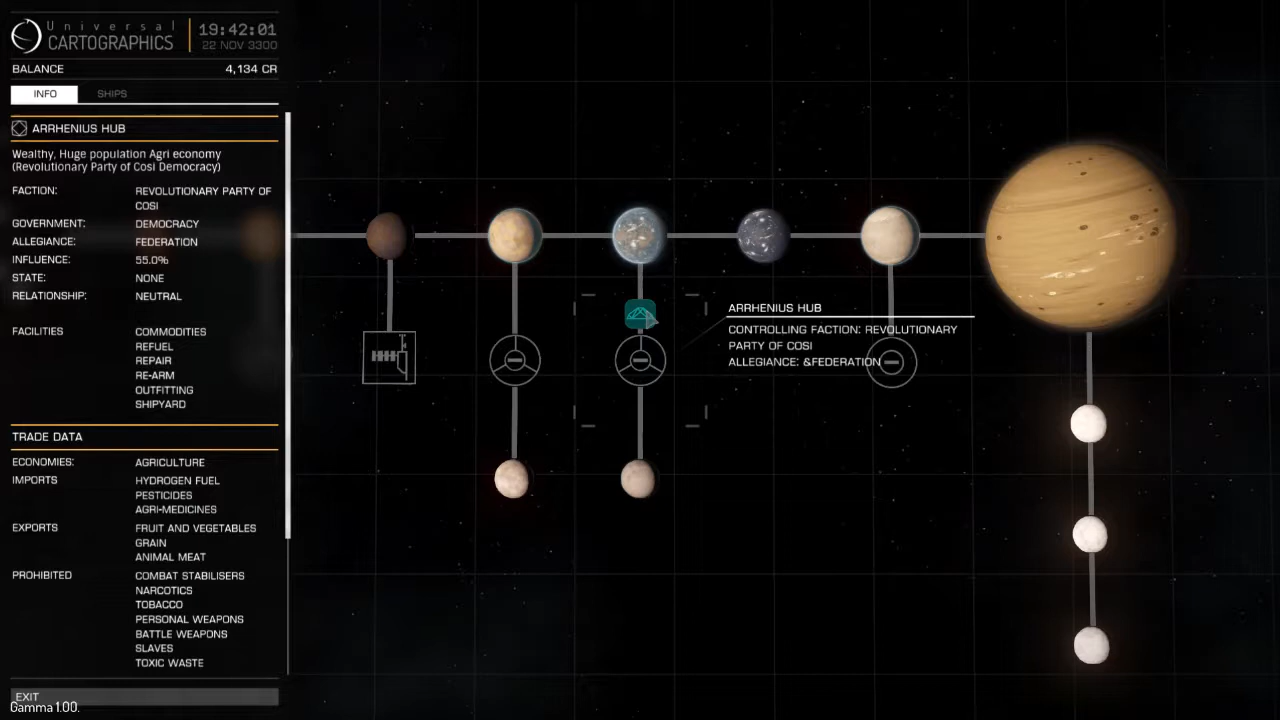 Universal
CARTOGRAPHICS
19:42:01
22 NOV 3300
BALANCE 4,134 CR
INFO SHIPS
ARRHENIUS HUB
Wealthy, Huge population Agri economy
(Revolutionary Party of Cosi Democracy)
FACTION: REVOLUTIONARY PARTY OF
COSI
GOVERNMENT: DEMOCRACY
ALLEGIANCE: FEDERATION
INFLUENCE: 55.0%
STATE: NONE
RELATIONSHIP: NEUTRAL
FACILITIES COMMODITIES
REFUEL
REPAIR
RE-ARM
OUTFITTING
SHIPYARD
TRADE DATA
ECONOMIES: AGRICULTURE
IMPORTS HYDROGEN FUEL
PESTICIDES
AGRI-MEDICINES
EXPORTS FRUIT AND VEGETABLES
GRAIN
ANIMAL MEAT
PROHIBITED COMBAT STABILISERS
NARCOTICS
TOBACCO
PERSONAL WEAPONS
BATTLE WEAPONS
SLAVES
TOXIC WASTE
EXIT
Gamma 1.00.
ARRHENIUS HUB
CONTROLLING FACTION: REVOLUTIONARY
PARTY OF COSI
ALLEGIANCE: &FEDERATION